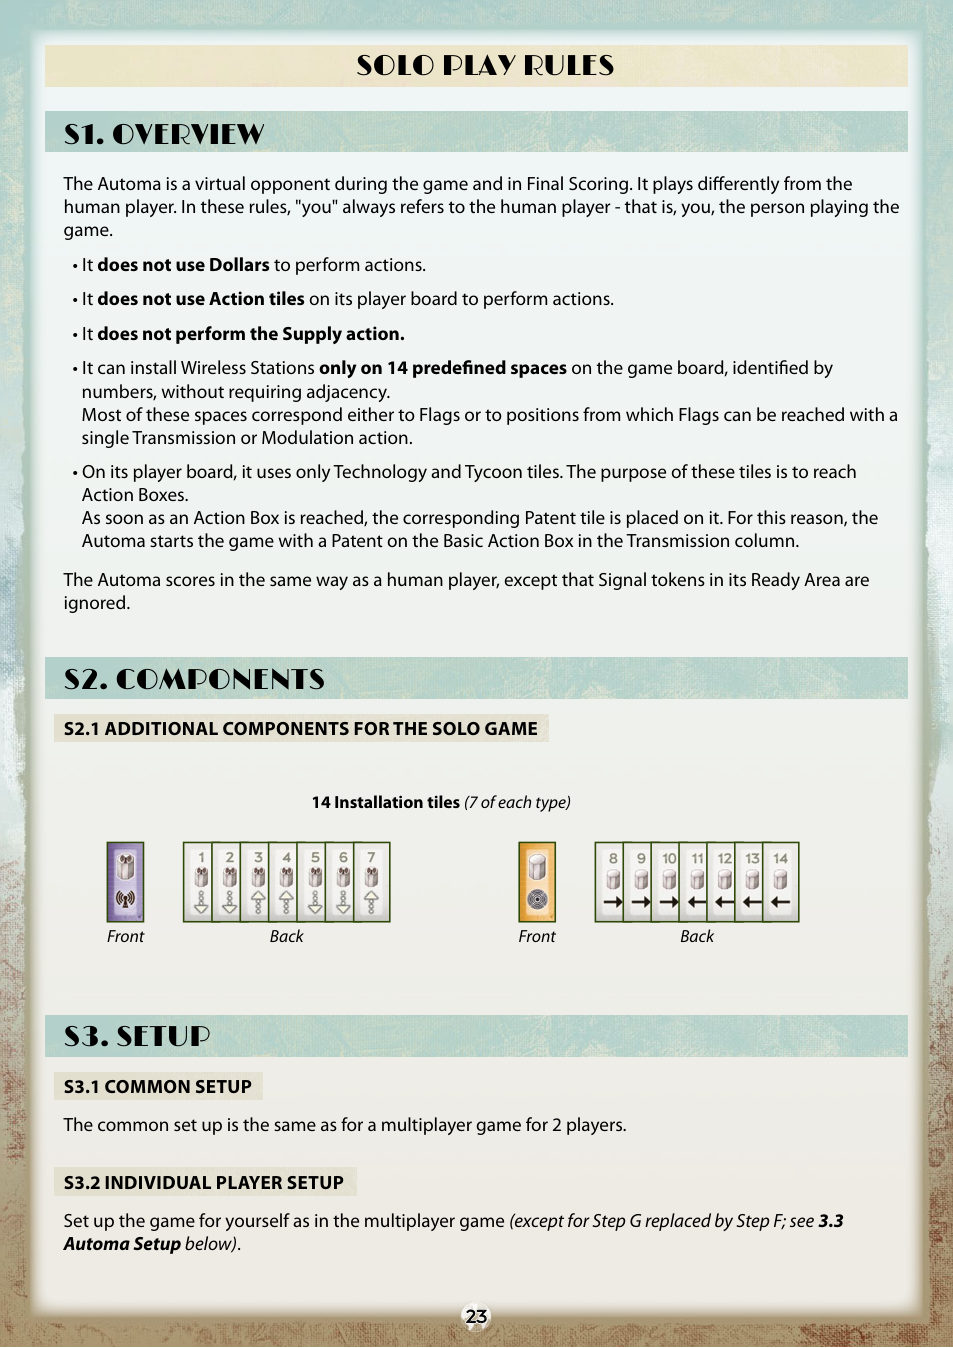 SOLO PLAY RULES
S1. OVERVIEW
The Automa is a virtual opponent during the game and in Final Scoring. It plays differently from the
human player. In these rules, "you" always refers to the human player - that is, you, the person playing the
game.
• It does not use Dollars to perform actions.
• It does not use Action tiles on its player board to perform actions.
• It does not perform the Supply action.
• It can install Wireless Stations only on 14 predefined spaces on the game board, identified by
numbers, without requiring adjacency.
Most of these spaces correspond either to Flags or to positions from which Flags can be reached with a
single Transmission or Modulation action.
• On its player board, it uses only Technology and Tycoon tiles. The purpose of these tiles is to reach
Action Boxes.
As soon as an Action Box is reached, the corresponding Patent tile is placed on it. For this reason, the
Automa starts the game with a Patent on the Basic Action Box in the Transmission column.
The Automa scores in the same way as a human player, except that Signal tokens in its Ready Area are
ignored.
S2. COMPONENTS
S2.1 ADDITIONAL COMPONENTS FOR THE SOLO GAME
14 Installation tiles (7 of each type)
1 2 3 4 5 6 7 8 9 10 11 12 13 14
Front Back Front Back
S3. SETUP
S3.1 COMMON SETUP
The common set up is the same as for a multiplayer game for 2 players.
S3.2 INDIVIDUAL PLAYER SETUP
Set up the game for yourself as in the multiplayer game (except for Step G replaced by Step F; see 3.3
Automa Setup below).
23